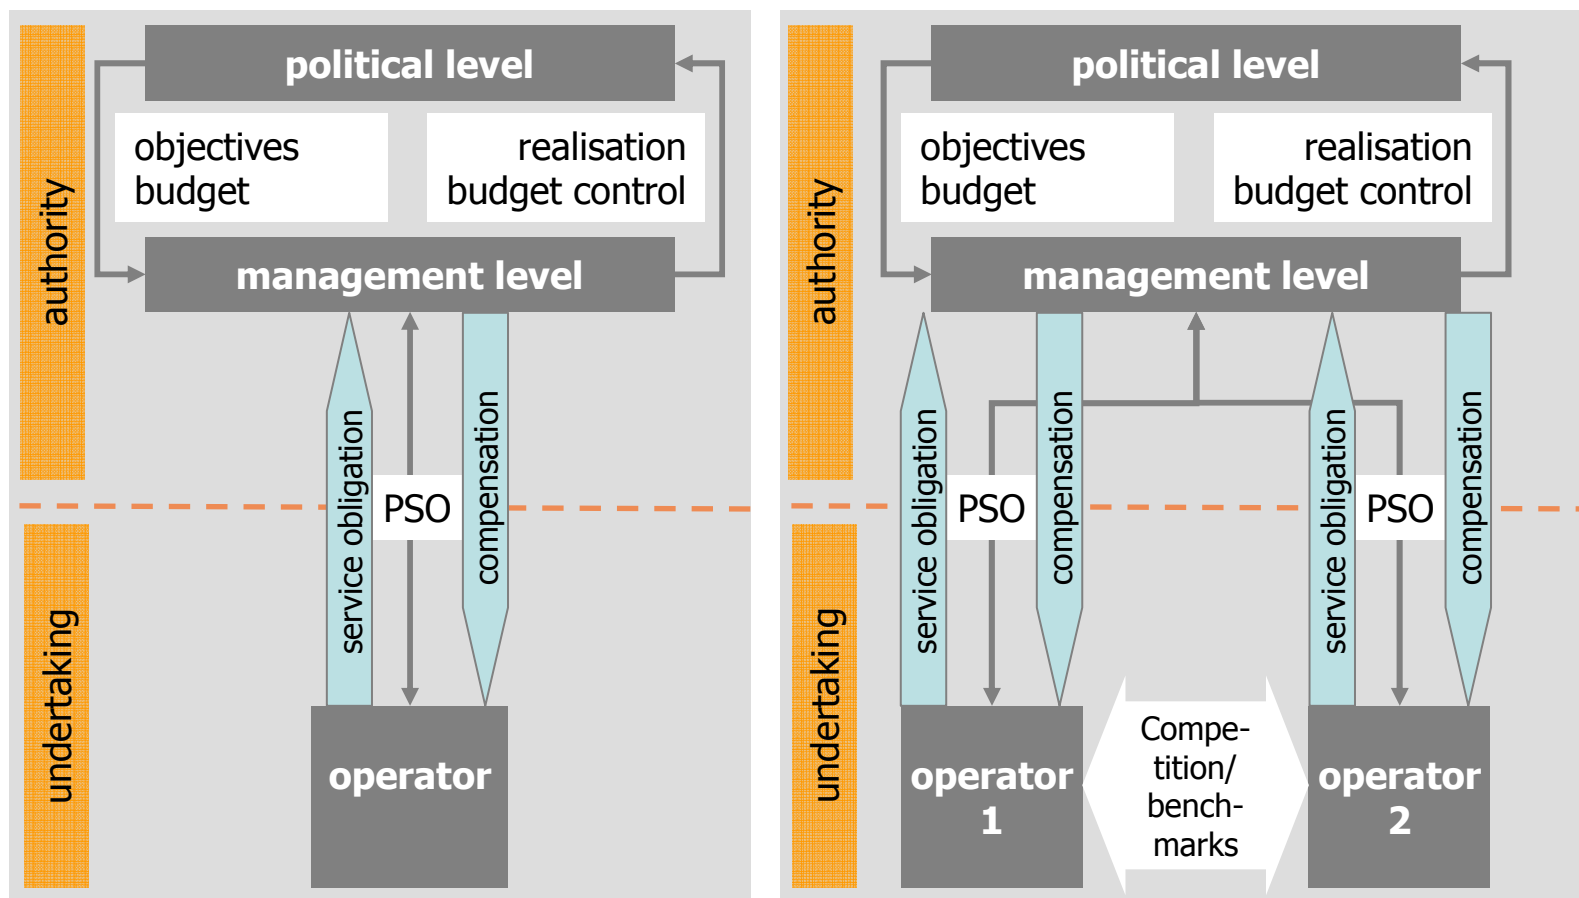 authority
political level
objectives
budget
realisation
budget control
management level
service obligation
PSO
compensation
undertaking
operator
authority
political level
objectives
budget
realisation
budget control
management level
service obligation
PSO
compensation
service obligation
PSO
compensation
undertaking
operator
1
Compe-
tition/
bench-
marks
operator
2